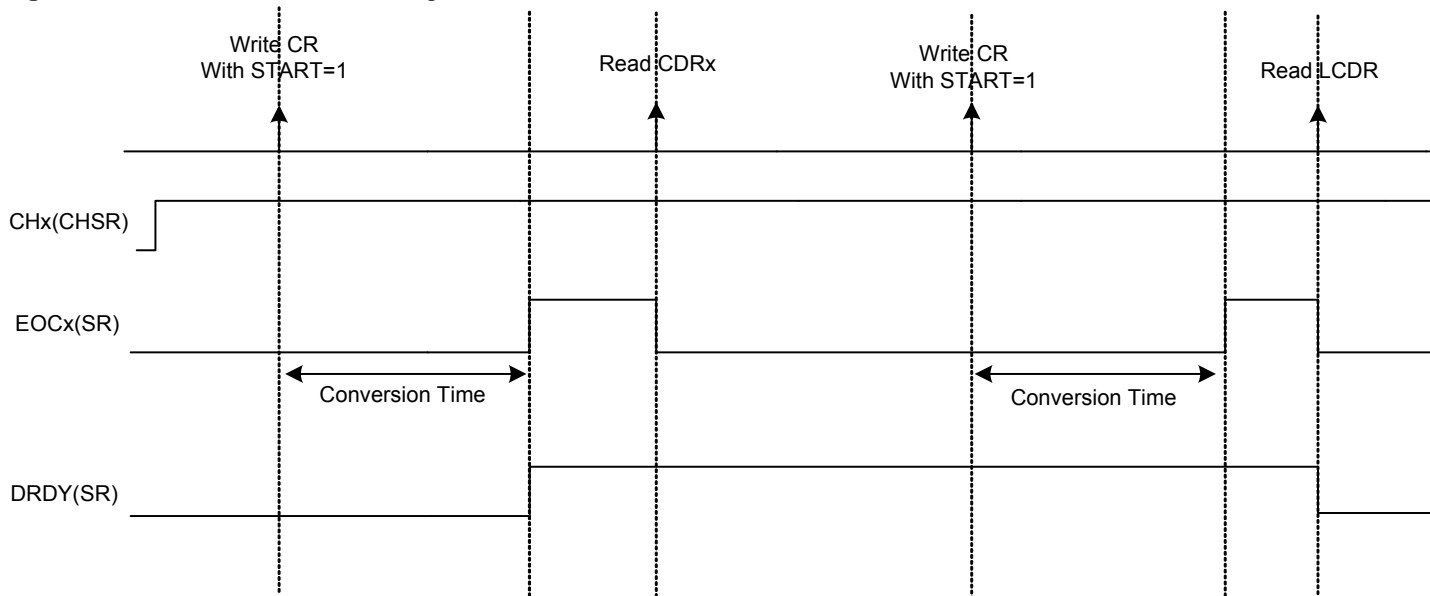 Write CR
With START=1
Read CDRx
Write CR
With START=1
Read LCDR
CHx(CHSR)
EOCx(SR)
Conversion Time
Conversion Time
DRDY(SR)